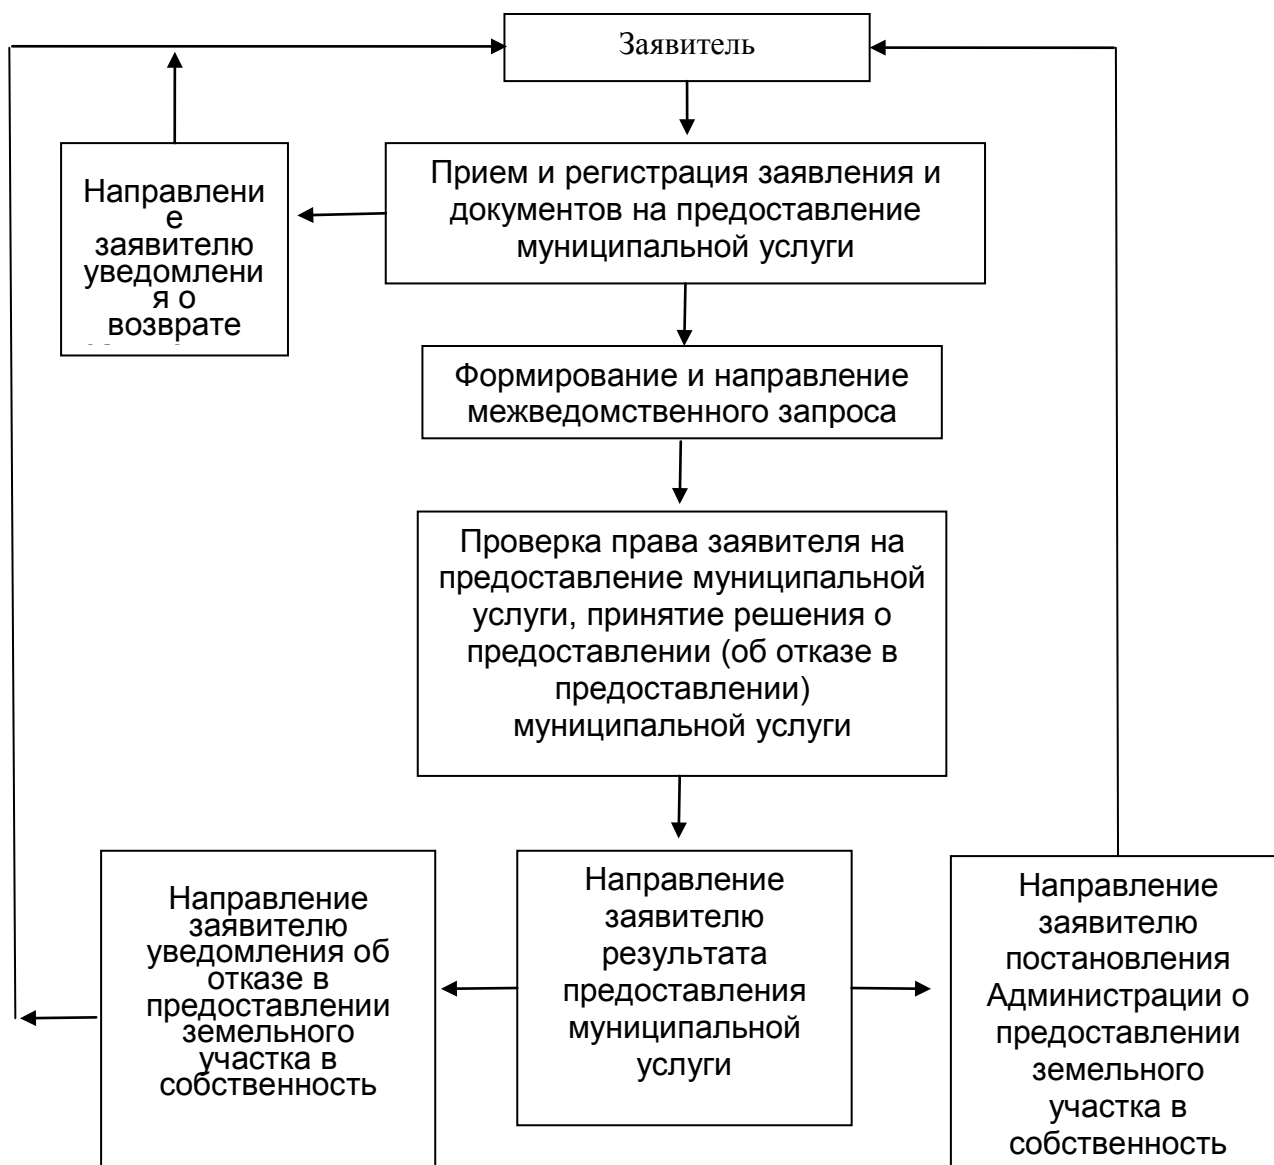 Заявитель
Прием и регистрация заявления и
документов на предоставление
муниципальной услуги
Направлени
е
заявителю
уведомлени
я о
возврате
Формирование и направление
межведомственного запроса
Проверка права заявителя на
предоставление муниципальной
услуги, принятие решения о
предоставлении (об отказе в
предоставлении)
муниципальной услуги
Направление
заявителю
уведомления об
отказе в
предоставлении
земельного
участка в
собственность
Направление
заявителю
результата
предоставления
муниципальной
услуги
Направление
заявителю
постановления
Администрации о
предоставлении
земельного
участка в
собственность